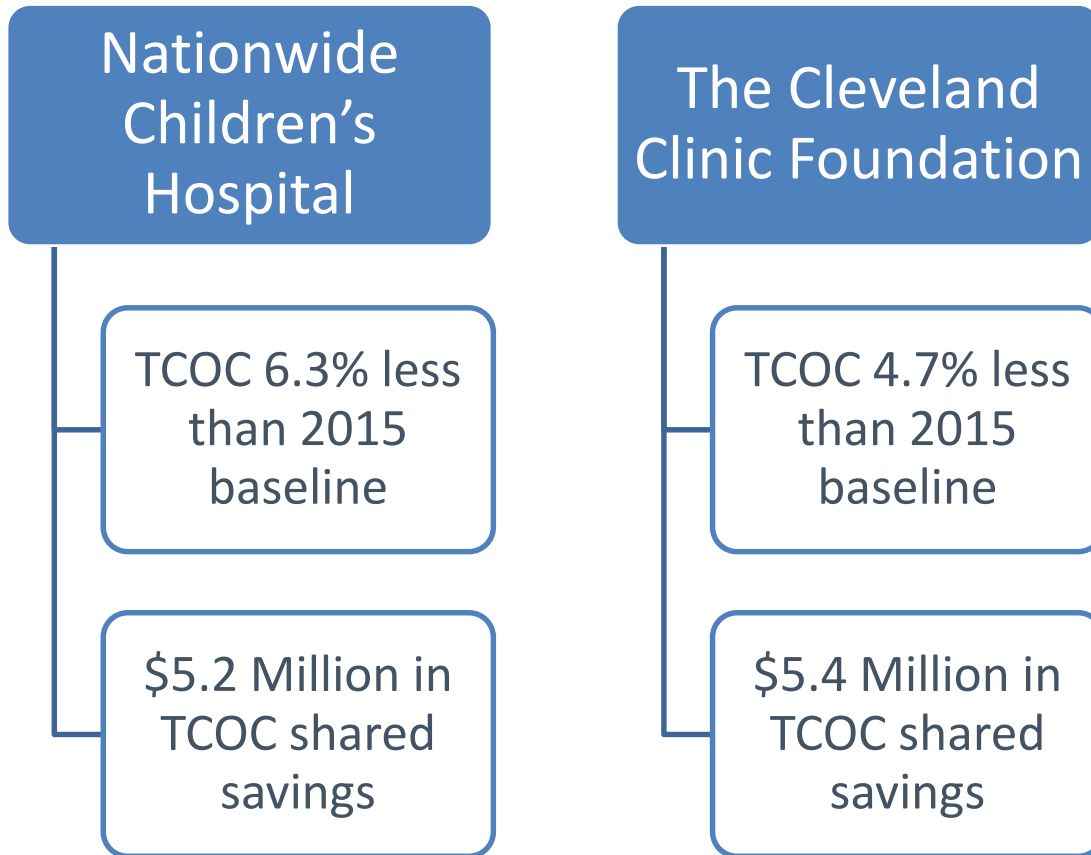 Nationwide
Children’s
Hospital
TCOC 6.3% less
than 2015
baseline
$5.2 Million in
TCOC shared
savings
The Cleveland
Clinic Foundation
TCOC 4.7% less
than 2015
baseline
$5.4 Million in
TCOC shared
savings